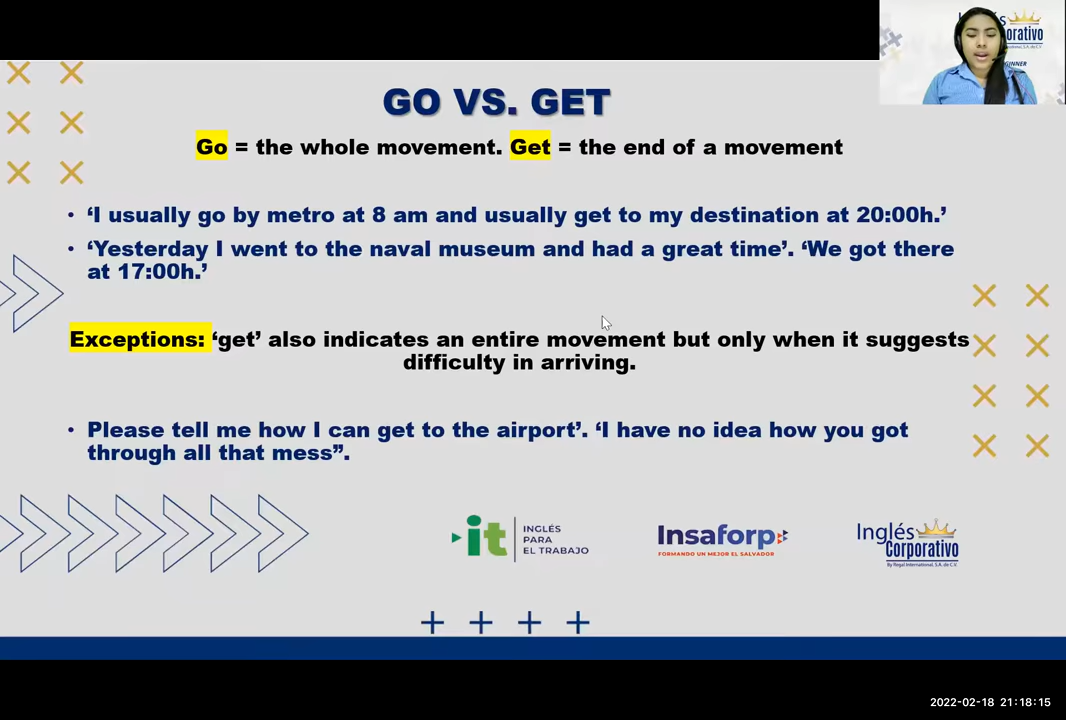 Inglés
Corporativo
BEGINNER
GO VS. GET
Go = the whole movement. Get = the end of a movement
• ‘I usually go by metro at 8 am and usually get to my destination at 20:00h.’
• ‘Yesterday I went to the naval museum and had a great time’. ‘We got there
at 17:00h.’
Exceptions: ‘get’ also indicates an entire movement but only when it suggests
difficulty in arriving.
• Please tell me how I can get to the airport’. ‘I have no idea how you got
through all that mess”.
it
INGLÉS
PARA
EL TRABAJO
Insaforp
FORMANDO UN MEJOR EL SALVADOR
Inglés
Corporativo
By Regal International, S.A. de C.V.
2022-02-18 21:18:15